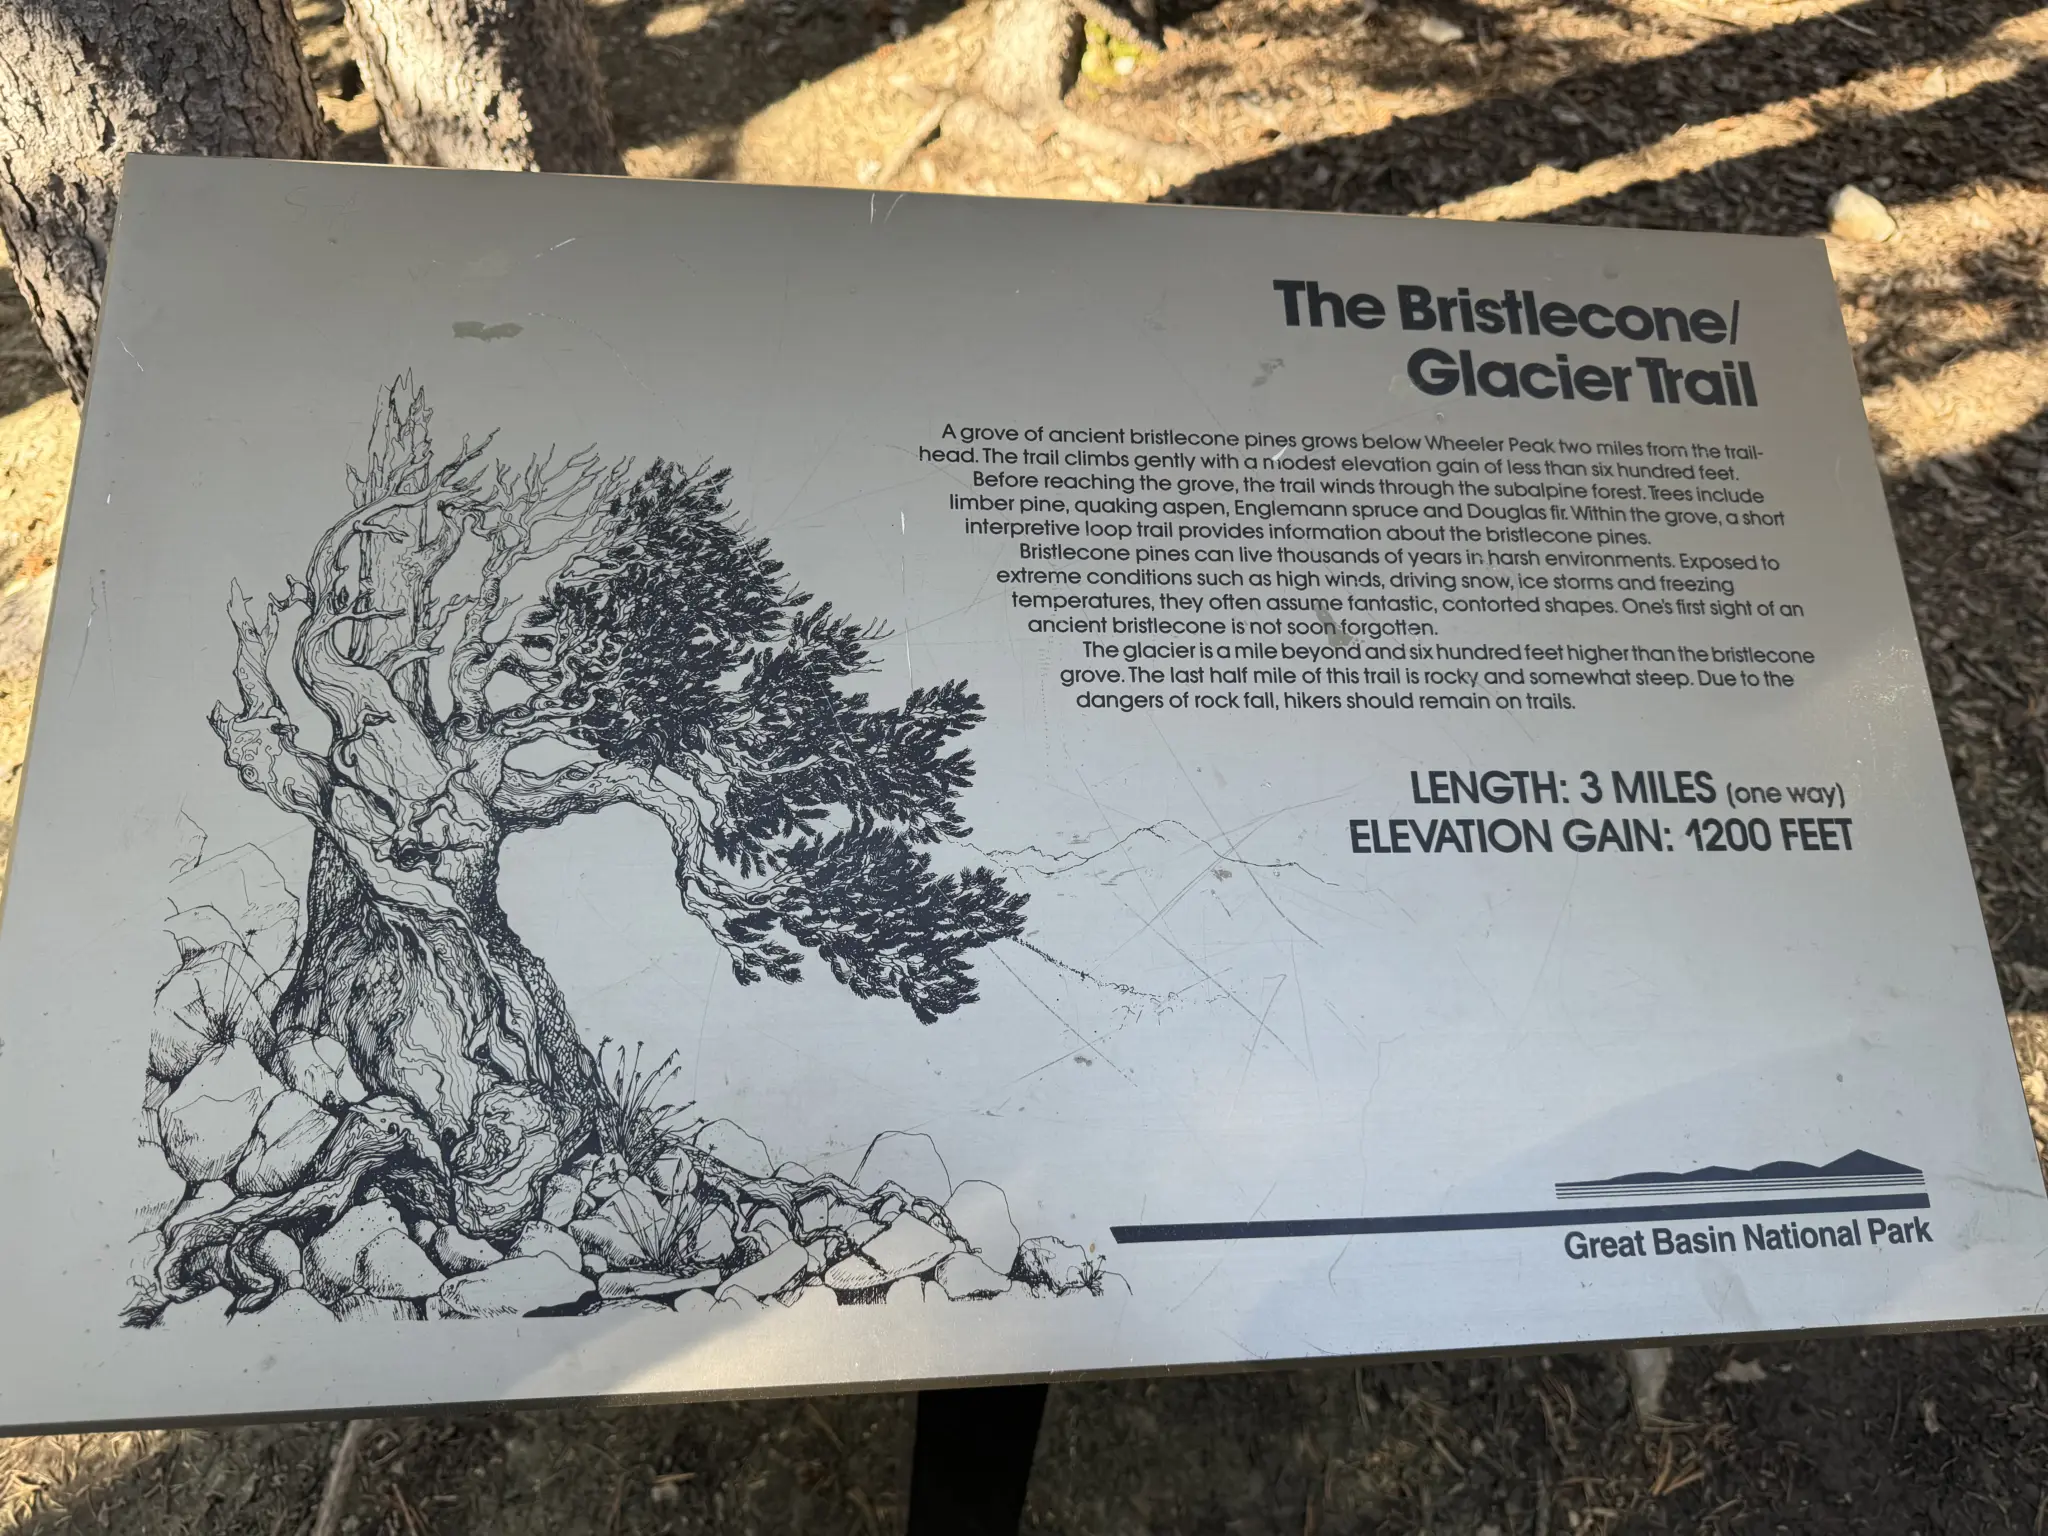 The Bristlecone/
Glacier Trail
A grove of ancient bristlecone pines grows below Wheeler Peak two miles from the trail-
head. The trail climbs gently with a modest elevation gain of less than six hundred feet.
Before reaching the grove, the trail winds through the subalpine forest. Trees include
limber pine, quaking aspen, Englemann spruce and Douglas fir. Within the grove, a short
interpretive loop trail provides information about the bristlecone pines.
Bristlecone pines can live thousands of years in harsh environments. Exposed to
extreme conditions such as high winds, driving snow, ice storms and freezing
temperatures, they often assume fantastic, contorted shapes. One's first sight of an
ancient bristlecone is not soon forgotten.
The glacier is a mile beyond and six hundred feet higher than the bristlecone
grove. The last half mile of this trail is rocky and somewhat steep. Due to the
dangers of rock fall, hikers should remain on trails.
LENGTH: 3 MILES (one way)
ELEVATION GAIN: 1200 FEET
Great Basin National Park